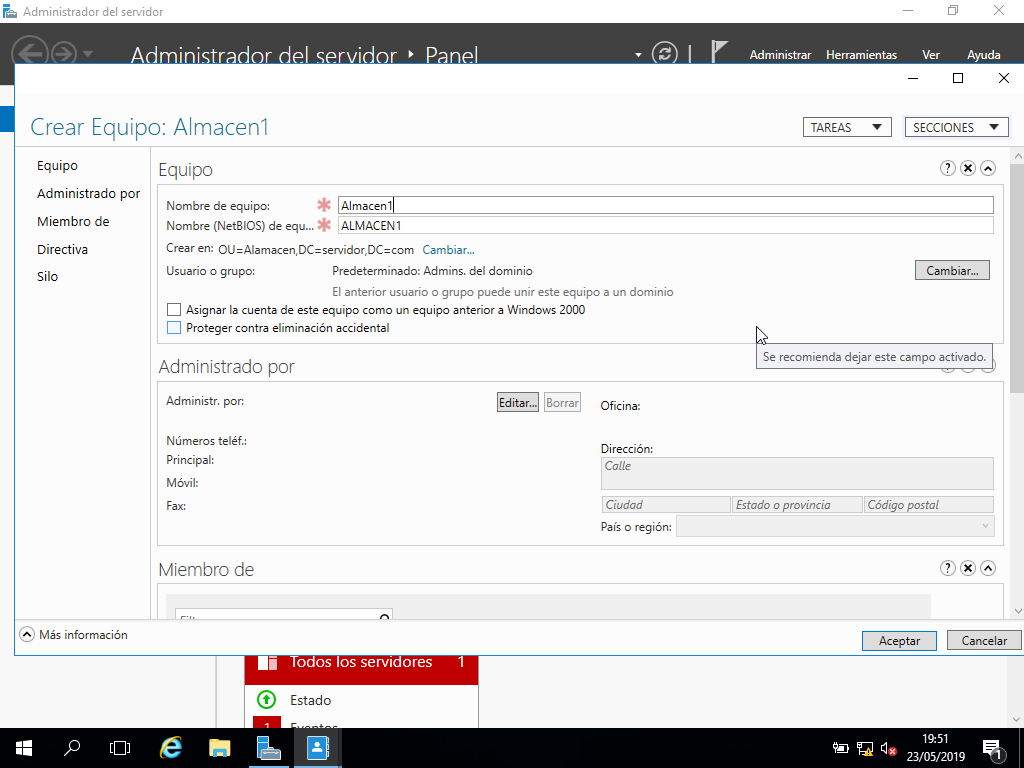 Administrador del servidor
Administrador del servidor
Panel
Administrar
Herramientas
Ver
Ayuda
Crear Equipo: Almacen1
TAREAS
SECCIONES
Equipo
Administrado por
Miembro de
Directiva
Silo
Equipo
?
Nombre de equipo:
Almacen1
Nombre (NetBIOS) de equ...
ALMACEN1
Crear en: OU=Alamacen,DC=servidor,DC=com Cambiar...
Usuario o grupo:
Predeterminado: Admins. del dominio
Cambiar...
El anterior usuario o grupo puede unir este equipo a un dominio
Asignar la cuenta de este equipo como un equipo anterior a Windows 2000
Proteger contra eliminación accidental
Se recomienda dejar este campo activado.
Administrado por
Administr. por:
Editar...
Borrar
Oficina:
Números teléf.:
Principal:
Móvil:
Fax:
Dirección:
Calle
Ciudad
Estado o provincia
Código postal
País o región:
Miembro de
?
Más información
Aceptar
Cancelar
Todos los servidores 1
Estado
1 Eventos
19:51
23/05/2019
1